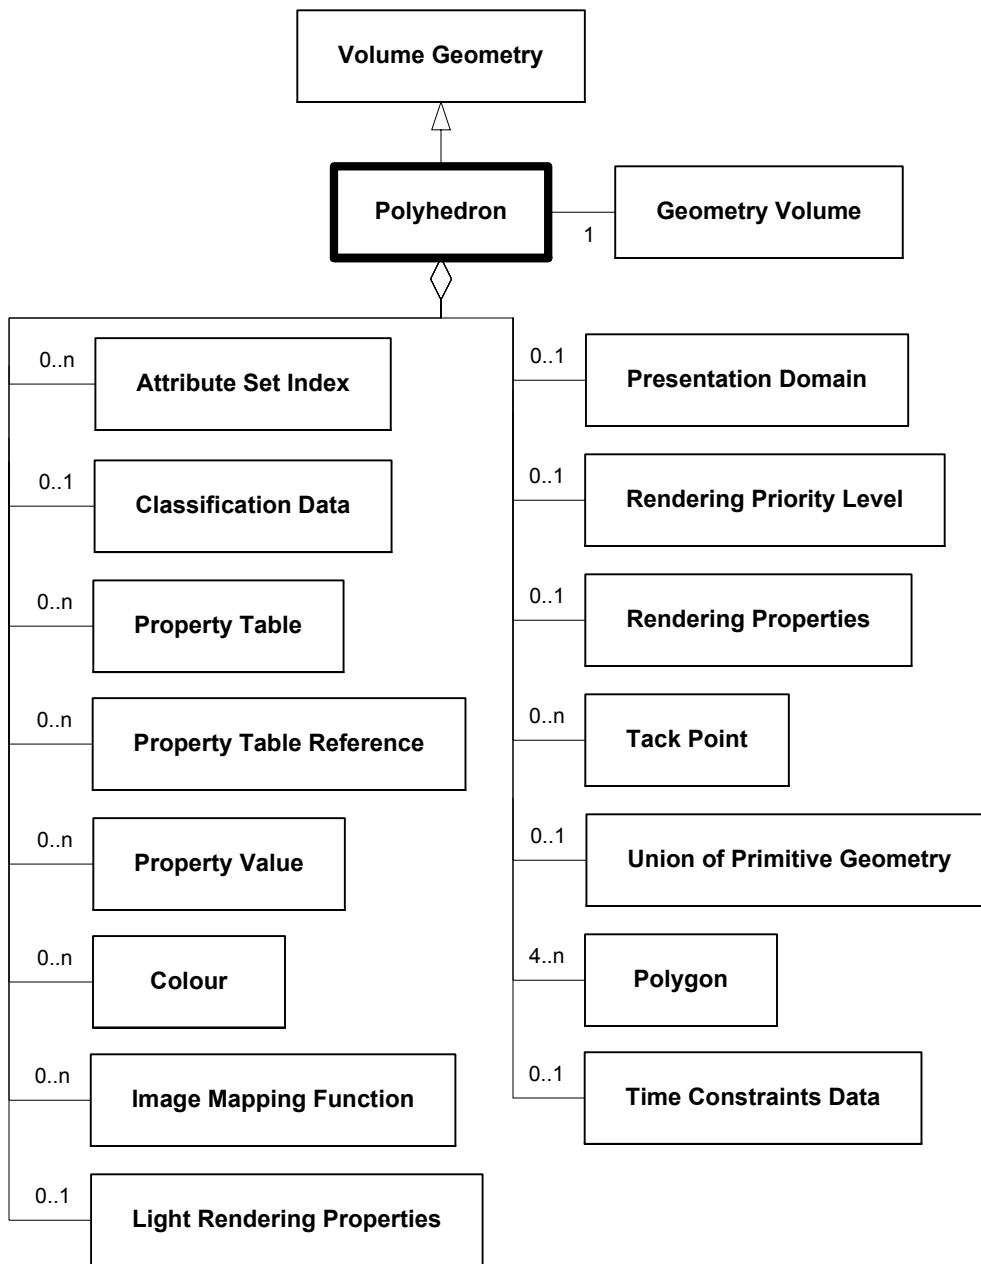 Volume Geometry
Polyhedron
Geometry Volume
1
0..n
Attribute Set Index
0..1
Classification Data
0..n
Property Table
0..n
Property Table Reference
0..n
Property Value
0..n
Colour
0..n
Image Mapping Function
0..1
Light Rendering Properties
0..1
Presentation Domain
0..1
Rendering Priority Level
0..1
Rendering Properties
0..n
Tack Point
0..1
Union of Primitive Geometry
4..n
Polygon
0..1
Time Constraints Data